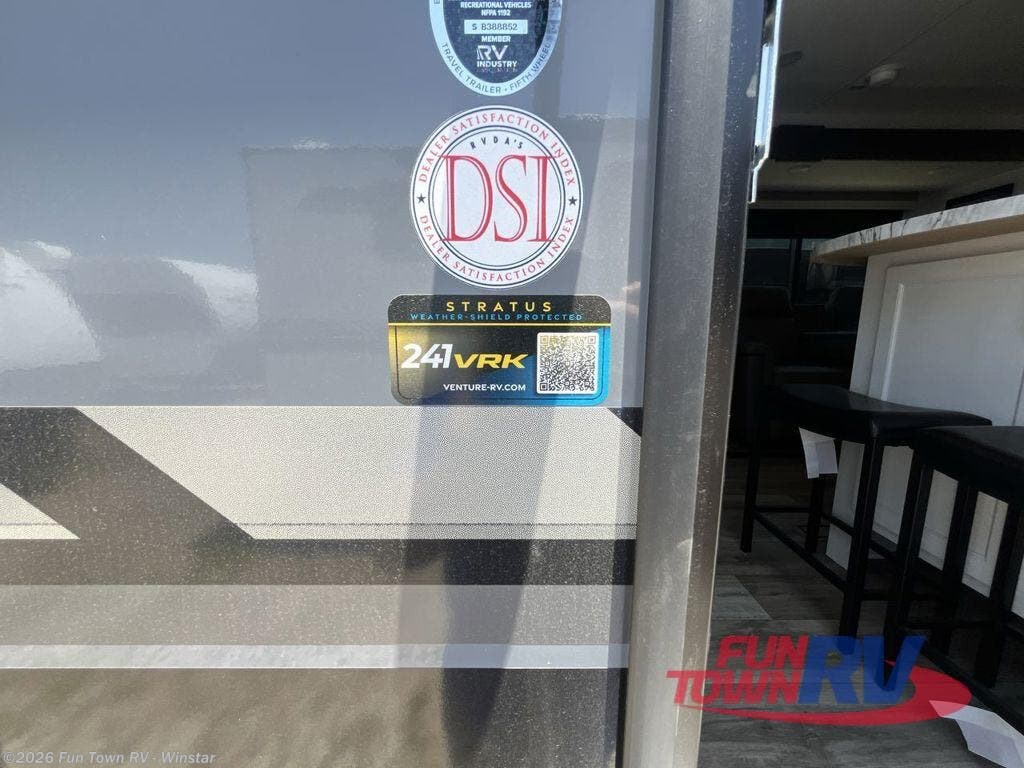 RECREATIONAL VEHICLES
NFPA 1192
S B388852
MEMBER
RV
INDUSTRY
ASSOCIATION
TRAVEL TRAILER • FIFTH WHEEL
DEALER SATISFACTION INDEX
RVDA'S
DSI
DEALER SATISFACTION INDEX
STRATUS
WEATHER-SHIELD PROTECTED
241VRK
VENTURE-RV.COM
FUN
TOWN RV
©2026 Fun Town RV - Winstar